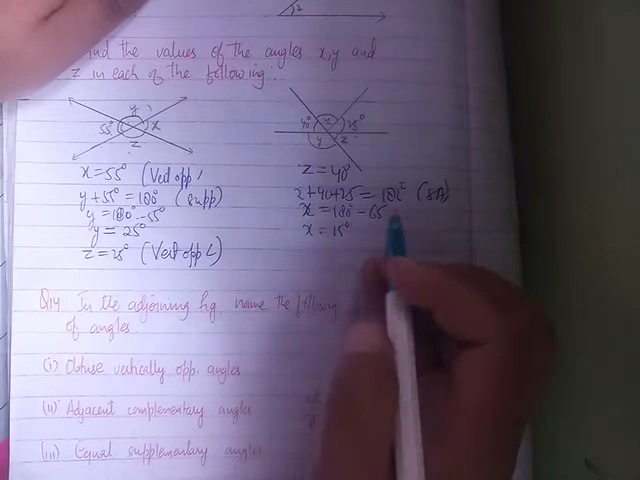 2
nd the values of the angles x, y and
z in each of the following:
y
55° x
z
40° x 25°
y z
x = 55° (Vert opp
y + 55° = 180° (supp)
y = 180° - 55°
y = 25°
z = 25° (Vert opp <)
z = 40°
x + 40 + 25 = 180°
x = 180° - 65
x = 15°
Q14 In the adjoining fig, name the following
of angles.
(i) Obtuse vertically opp. angles
(ii) Adjacent complementary angles
(iii) Equal supplementary angles